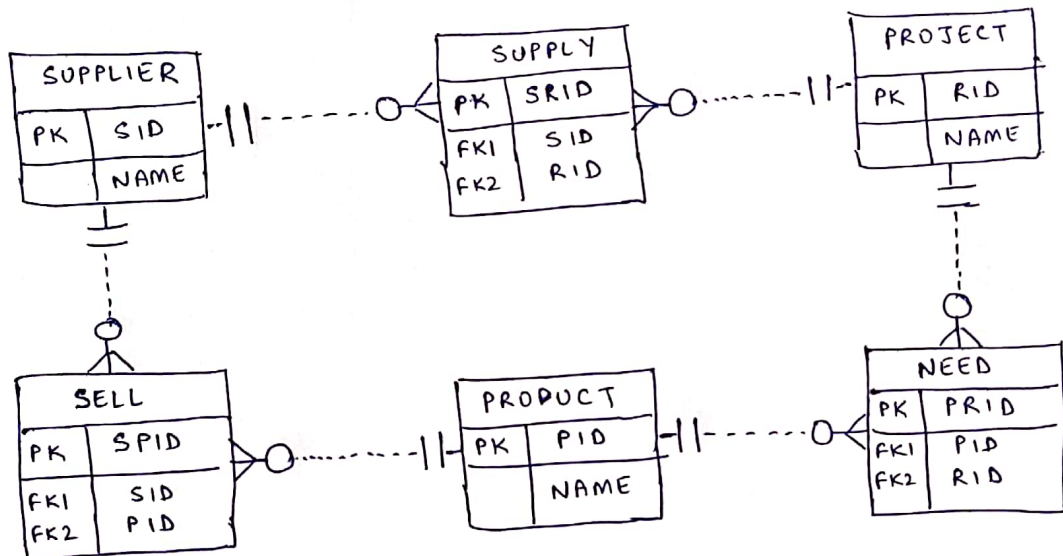 SUPPLIER
PK SID
NAME
SUPPLY
PK SRID
FK1 SID
FK2 RID
PROJECT
PK RID
NAME
SELL
PK SPID
FK1 SID
FK2 PID
PRODUCT
PK PID
NAME
NEED
PK PRID
FK1 PID
FK2 RID